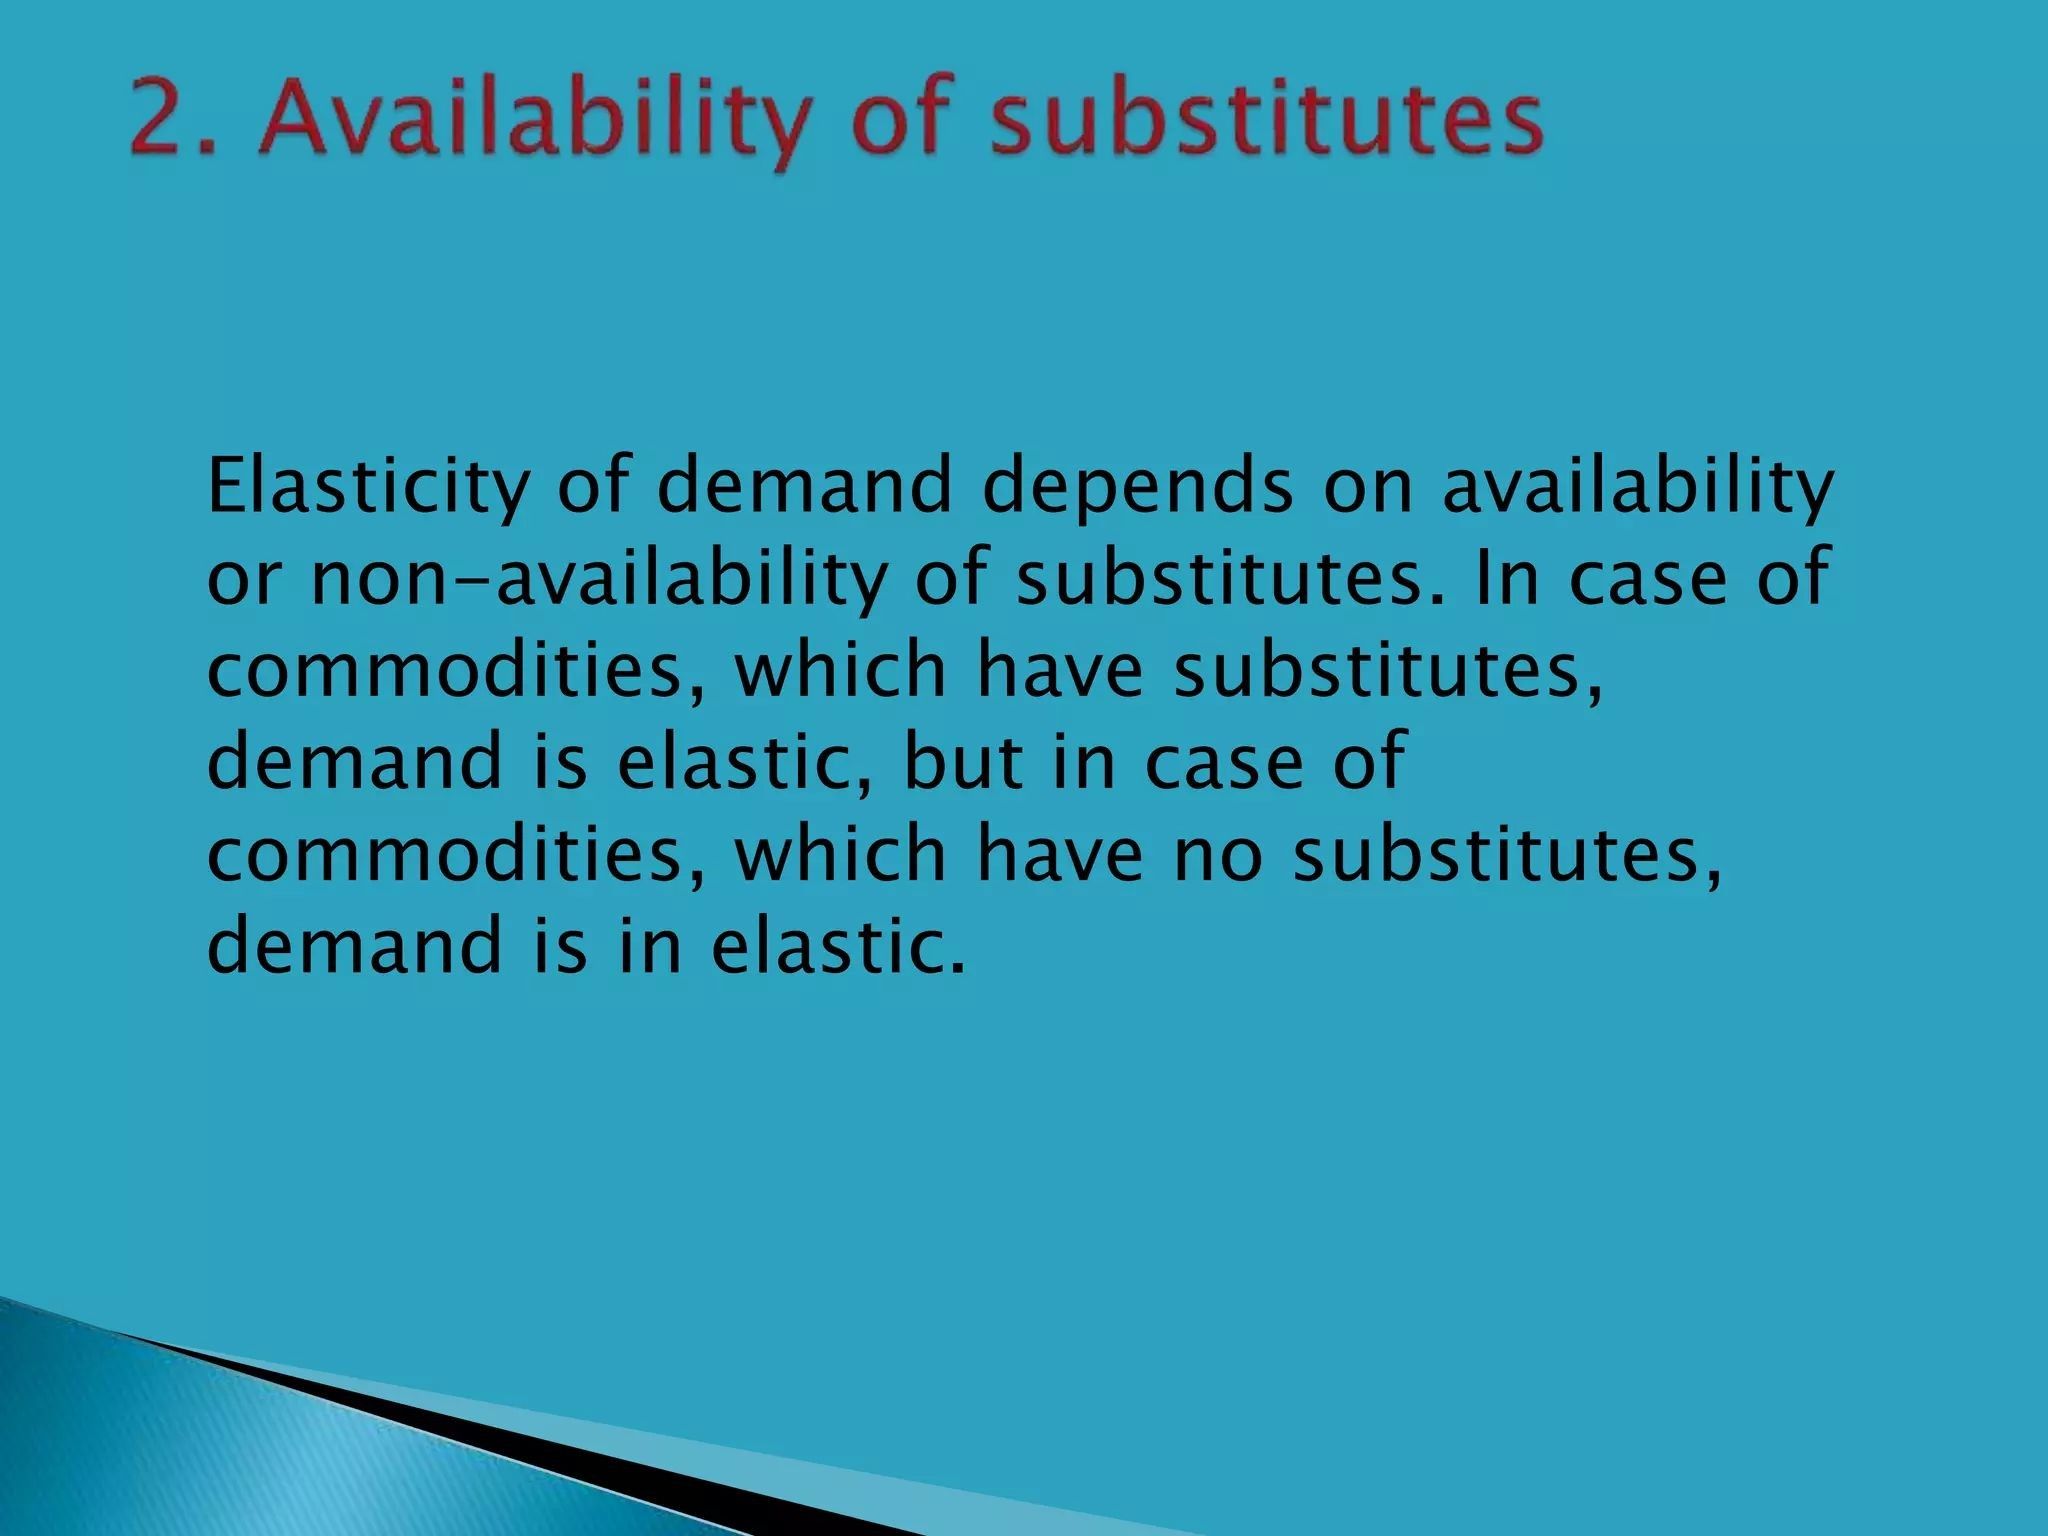 2. Availability of substitutes
Elasticity of demand depends on availability
or non-availability of substitutes. In case of
commodities, which have substitutes,
demand is elastic, but in case of
commodities, which have no substitutes,
demand is in elastic.